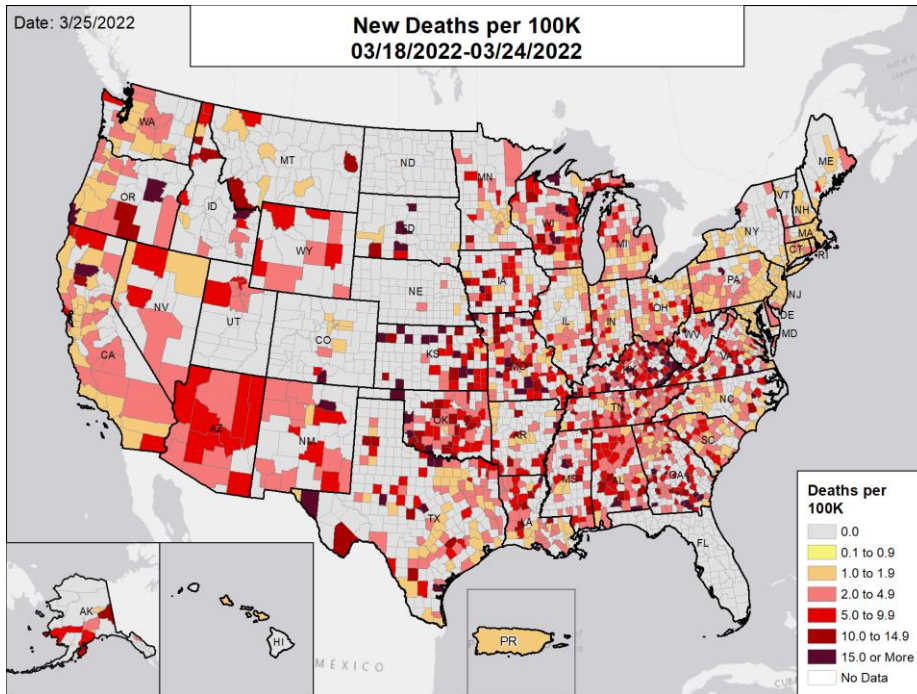 Date: 3/25/2022
New Deaths per 100K
03/18/2022-03/24/2022
WA
MT
ND
MN
ME
OR
ID
SD
WI
MI
VT
NH
NY
MA
CT
RI
WY
IA
NE
PA
NJ
NV
UT
IL
IN
OH
DE
MD
CO
CA
KS
MO
WV
VA
KY
AZ
NM
OK
AR
TN
NC
SC
MS
AL
GA
TX
LA
FL
AK
HI
PR
MÉXICO
Deaths per
100K
0.0
0.1 to 0.9
1.0 to 1.9
2.0 to 4.9
5.0 to 9.9
10.0 to 14.9
15.0 or More
No Data